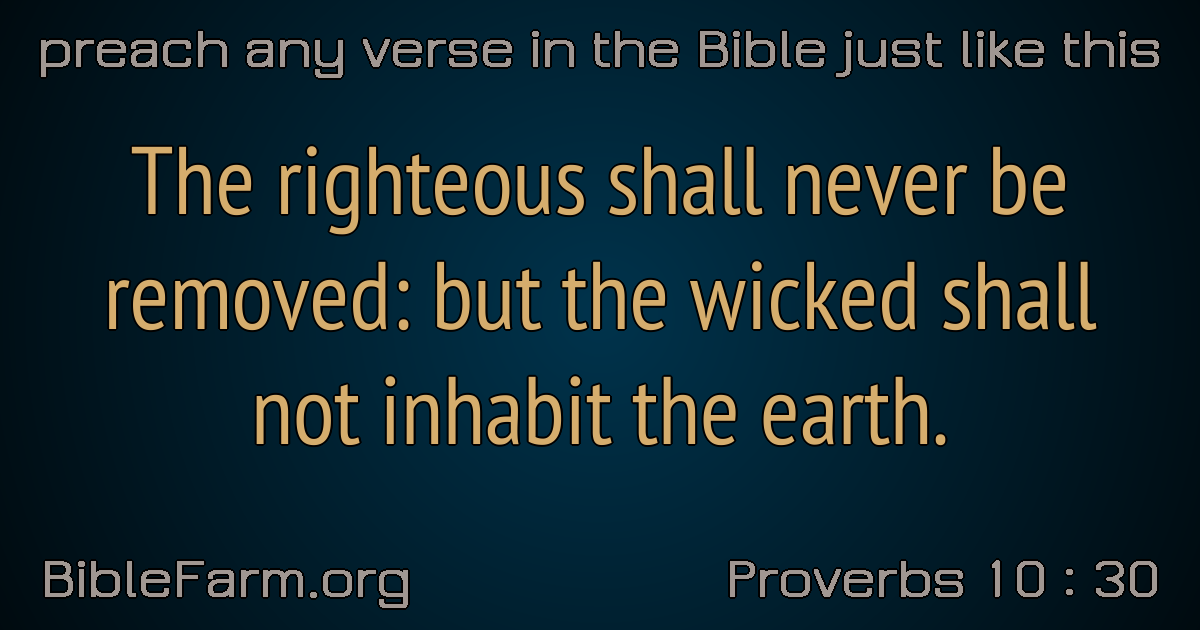 preach any verse in the Bible just like this
The righteous shall never be
removed: but the wicked shall
not inhabit the earth.
BibleFarm.org
Proverbs 10 : 30